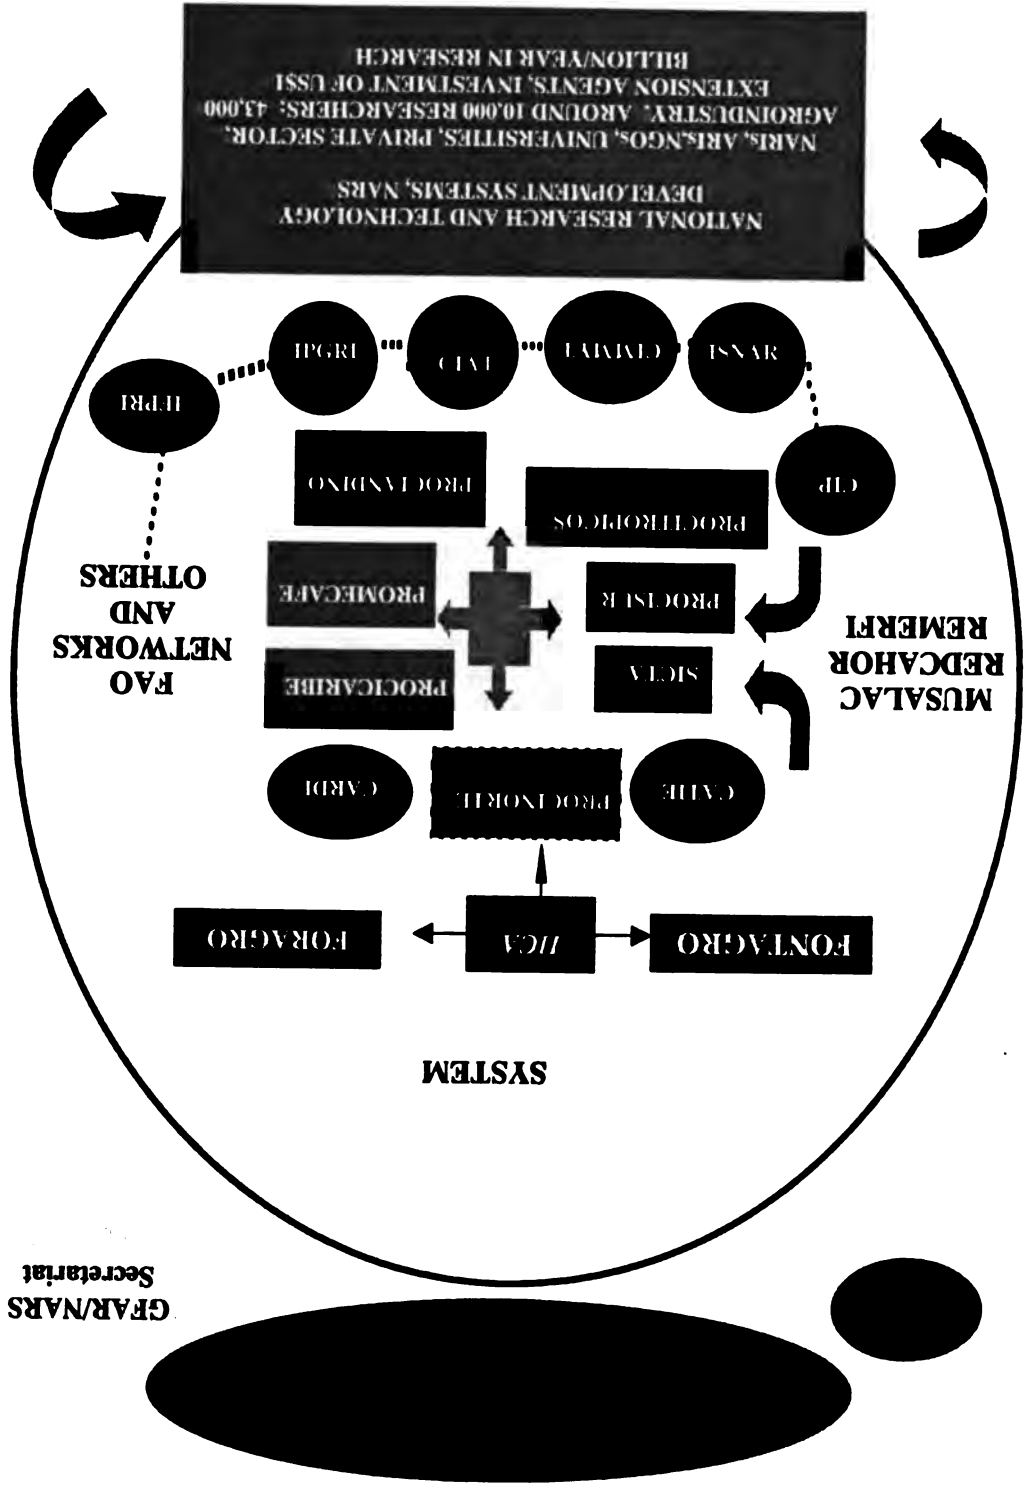 GFAR/NARS
Secretariat
SYSTEM
FONTAGRO
IICA
FORAGRO
CATIE
PROCINORTE
CARDI
MUSALAC
REDCAHOR
REMERFI
SICTA
PROCICARIBE
PROCISUR
PROMECAFE
FAO
NETWORKS
AND
OTHERS
CIP
PROCITROPICOS
PROCIANDINO
ISNAR
CIMMYT
CIAT
IPGRI
IFPRI
NATIONAL RESEARCH AND TECHNOLOGY
DEVELOPMENT SYSTEMS, NARS
NARIs, ARIs,NGOs, UNIVERSITIES, PRIVATE SECTOR,
AGROINDUSTRY. AROUND 10,000 RESEARCHERS; 43,000
EXTENSION AGENTS, INVESTMENT OF US$1
BILLION/YEAR IN RESEARCH